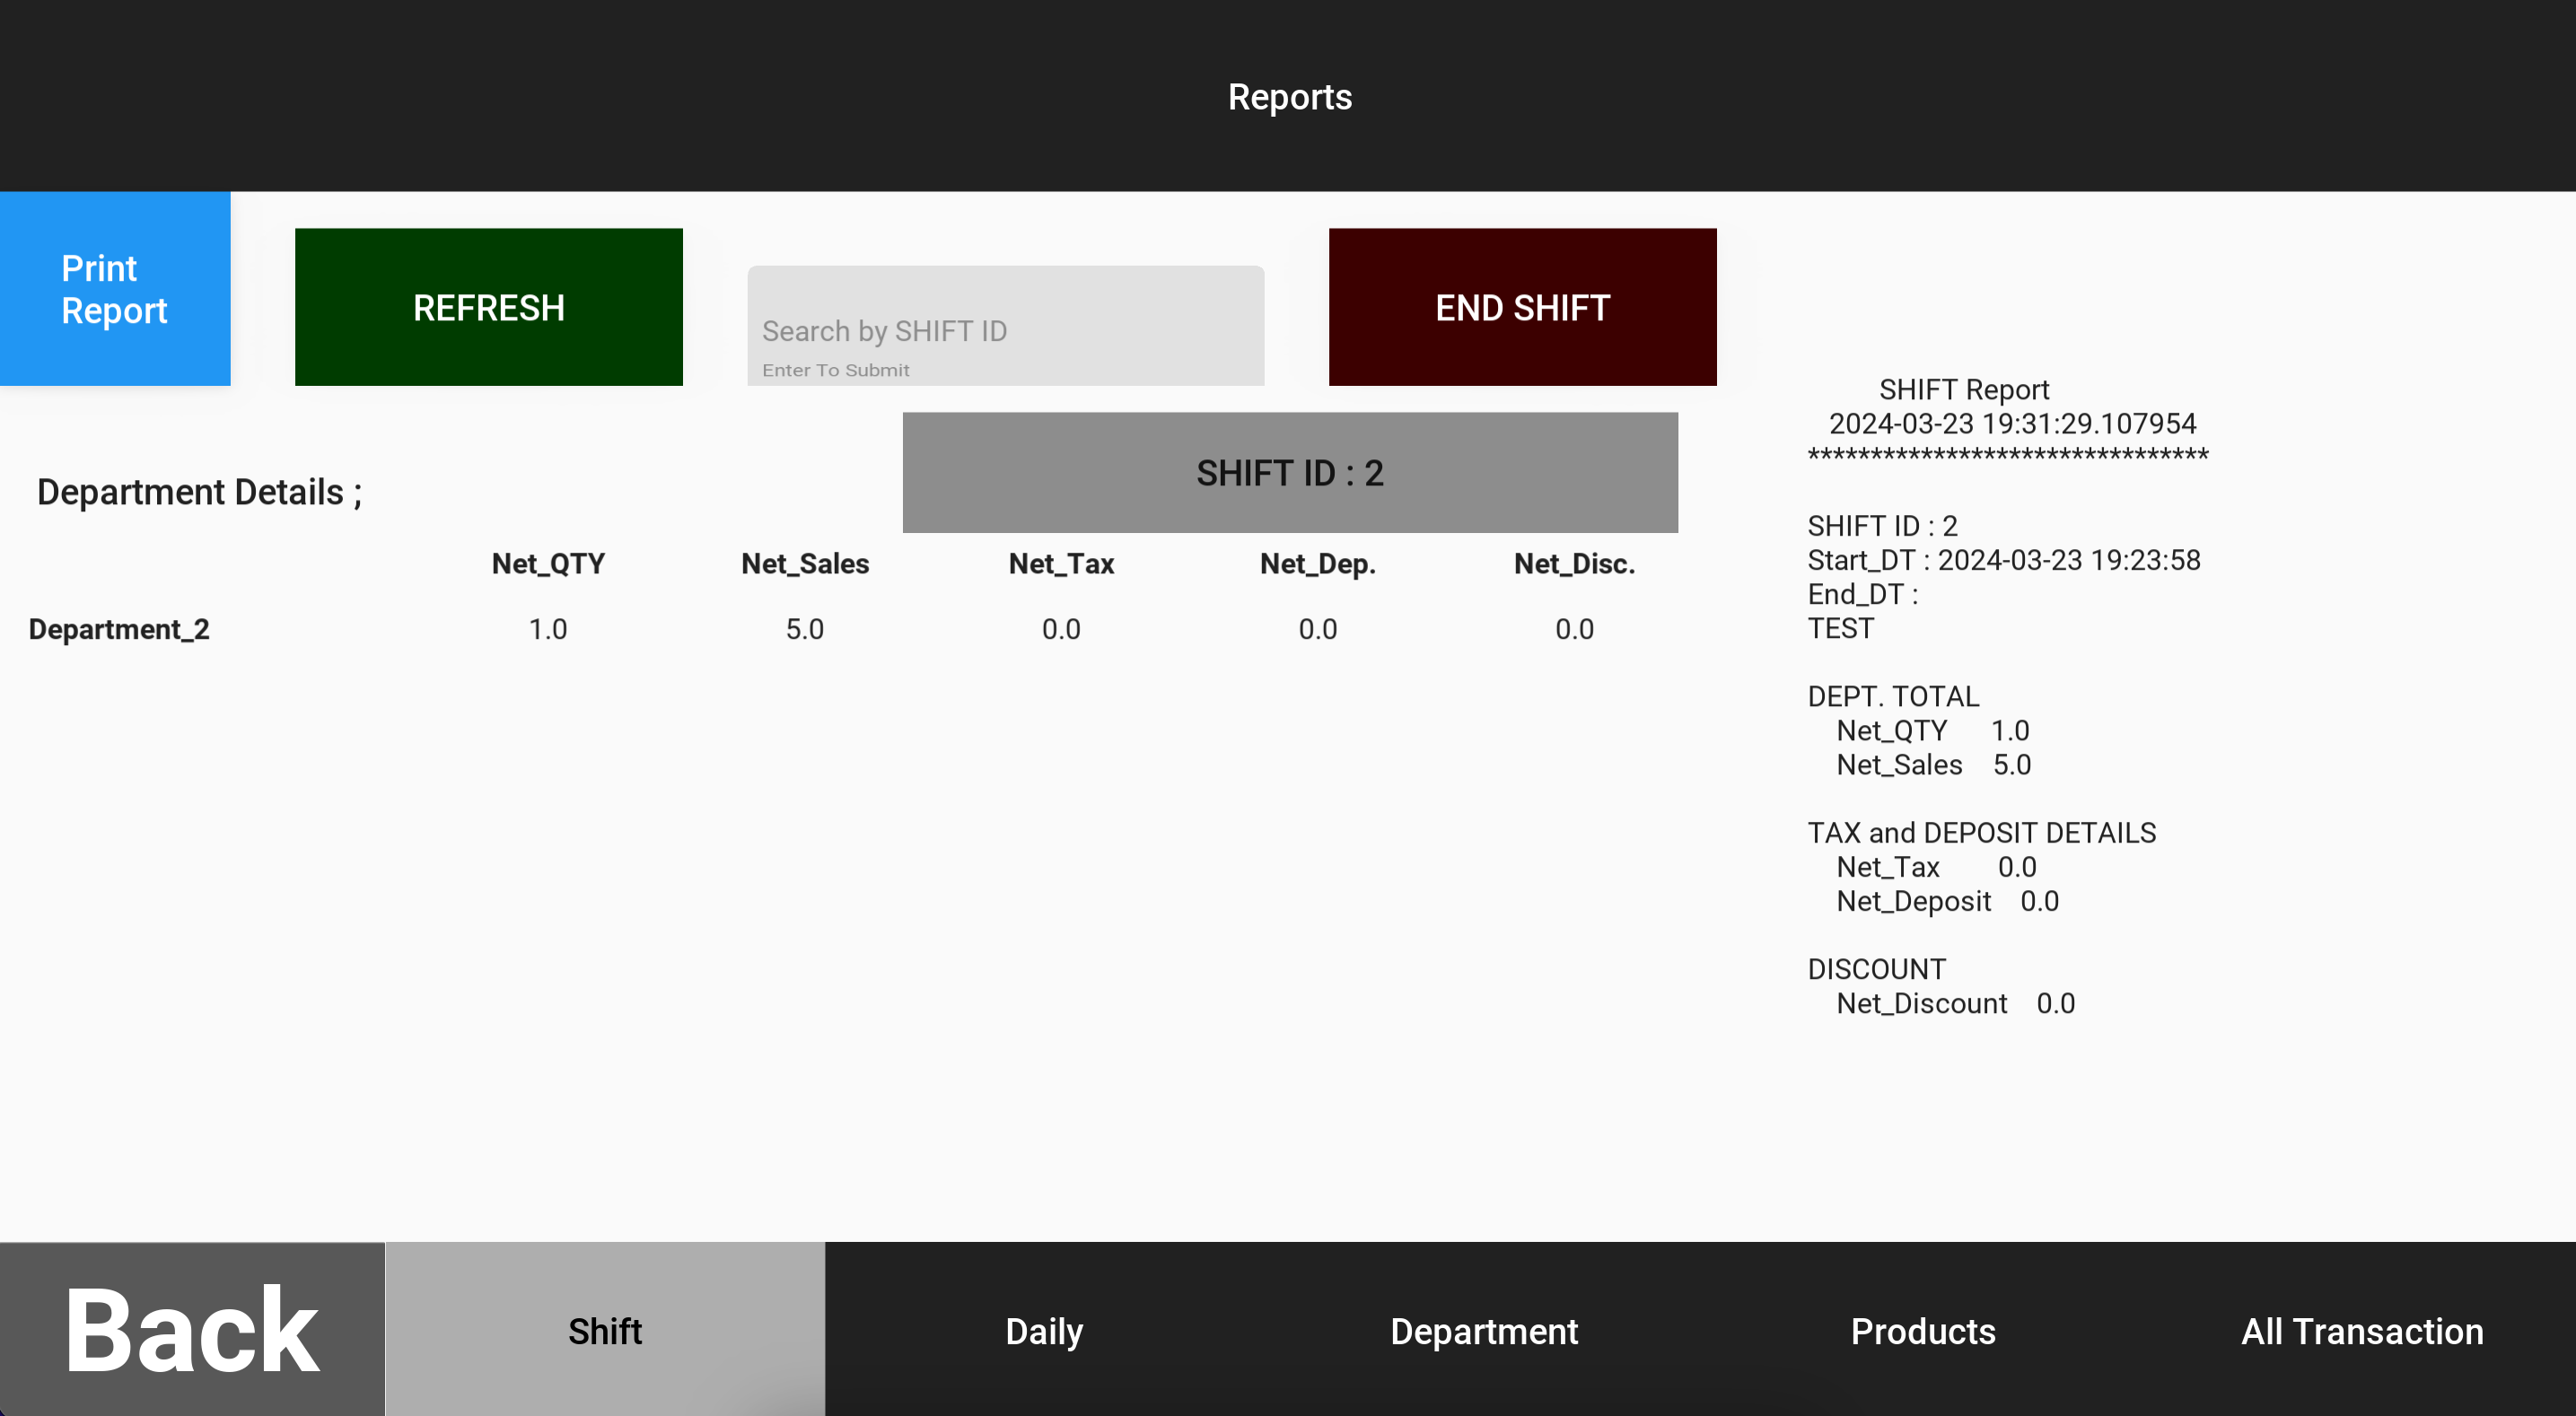 Reports
Print
Report
REFRESH
Search by SHIFT ID
Enter To Submit
END SHIFT
SHIFT ID : 2
Department Details ;
Net_QTY Net_Sales Net_Tax Net_Dep. Net_Disc.
Department_2 1.0 5.0 0.0 0.0 0.0
SHIFT Report
2024-03-23 19:31:29.107954
********************************
SHIFT ID : 2
Start_DT : 2024-03-23 19:23:58
End_DT :
TEST
DEPT. TOTAL
Net_QTY 1.0
Net_Sales 5.0
TAX and DEPOSIT DETAILS
Net_Tax 0.0
Net_Deposit 0.0
DISCOUNT
Net_Discount 0.0
Back
Shift
Daily
Department
Products
All Transaction